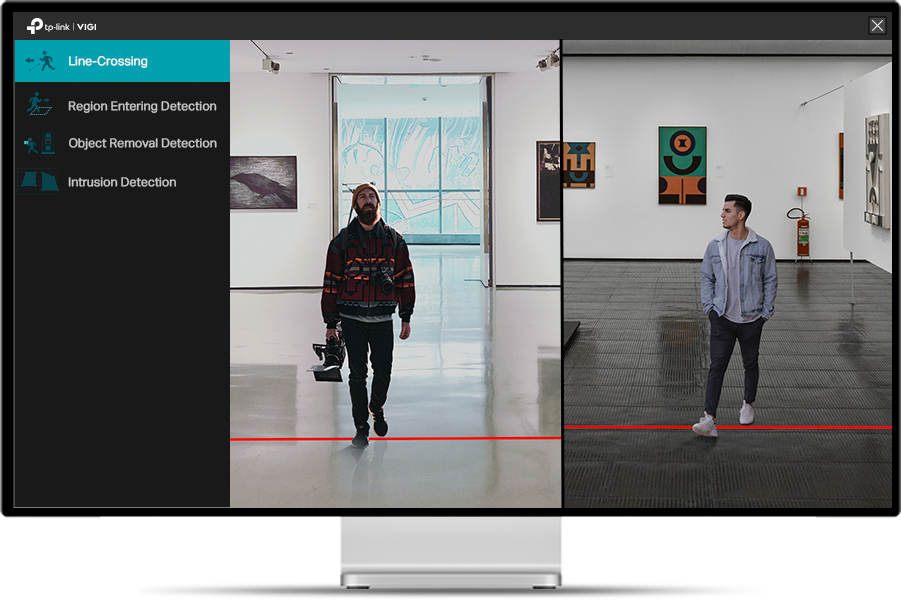 tp-link | VIGI
Line-Crossing
Region Entering Detection
Object Removal Detection
Intrusion Detection